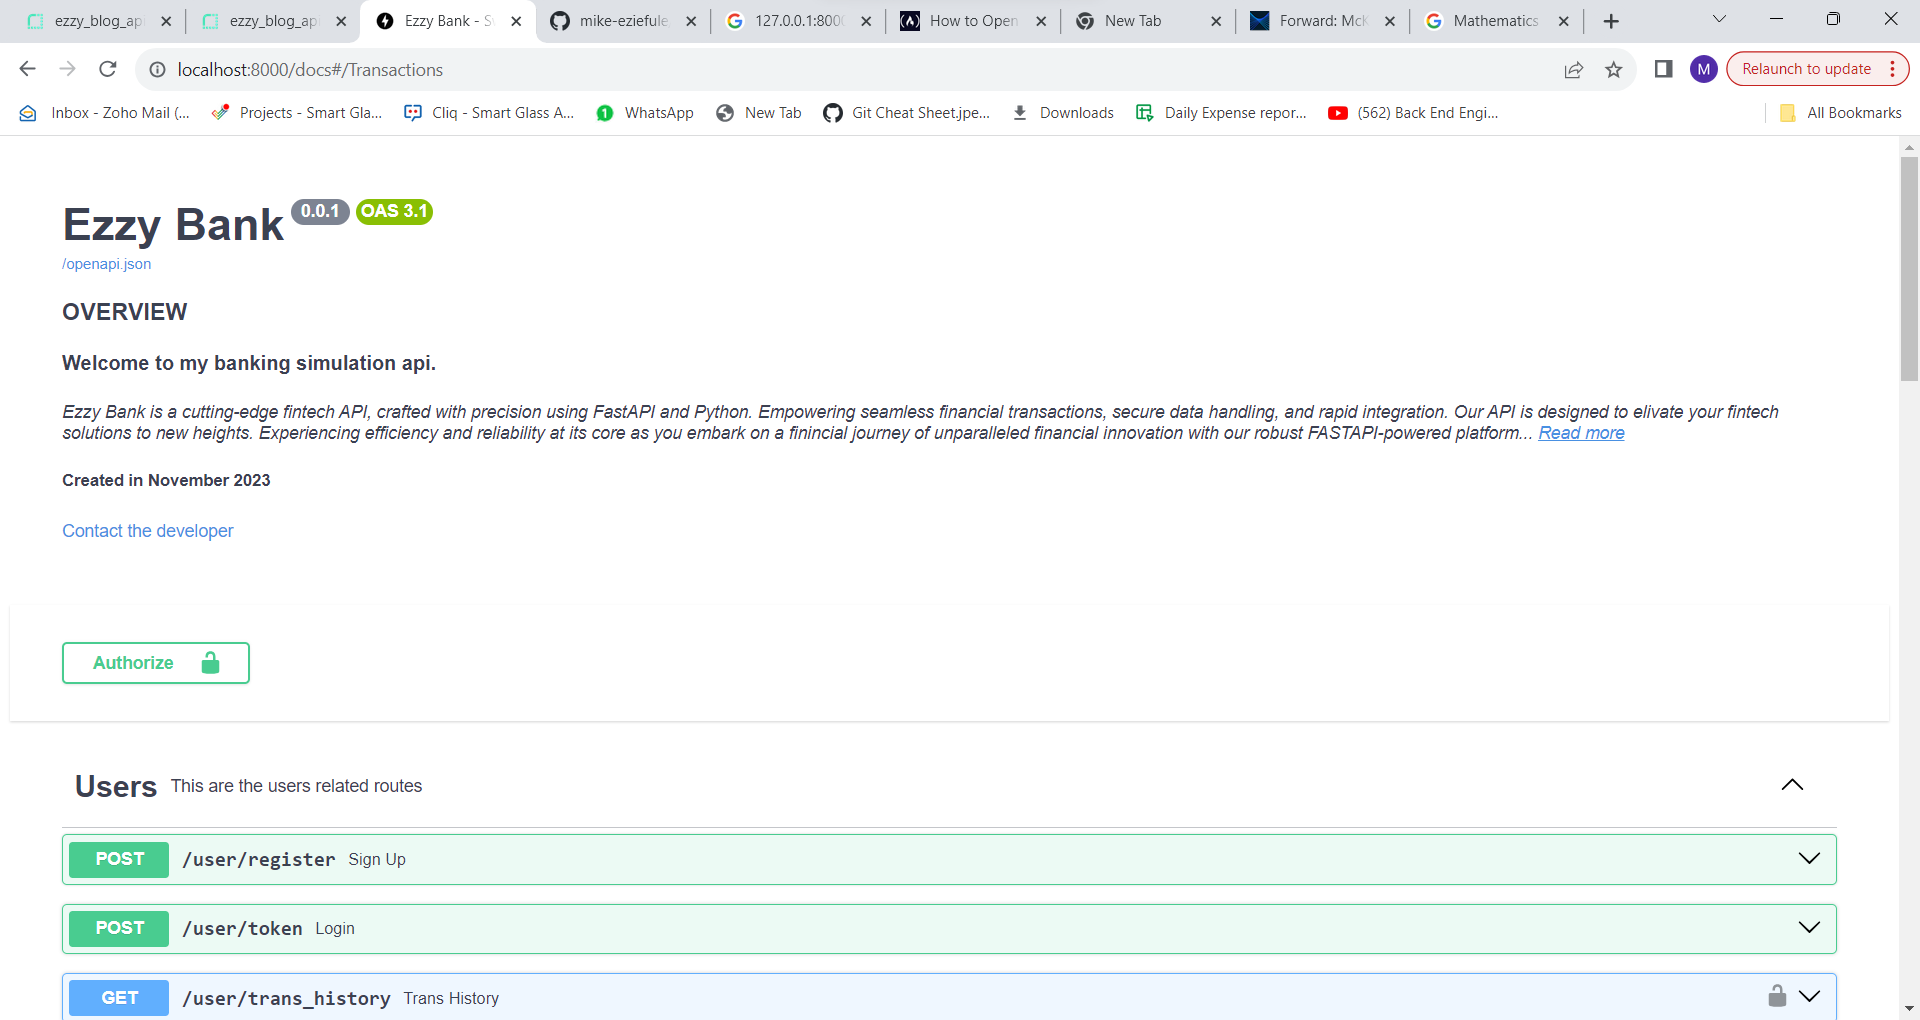 ezzy_blog_ap
ezzy_blog_ap
Ezzy Bank - S
mike-eziefule
127.0.0.1:8000
How to Open
New Tab
Forward: McK
Mathematics
localhost:8000/docs#/Transactions
M
Relaunch to update
Inbox - Zoho Mail (...
Projects - Smart Gla...
Cliq - Smart Glass A...
1
WhatsApp
New Tab
Git Cheat Sheet.jpe...
Downloads
Daily Expense repor...
(562) Back End Engi...
All Bookmarks
Ezzy Bank 0.0.1 OAS 3.1
/openapi.json
OVERVIEW
Welcome to my banking simulation api.
Ezzy Bank is a cutting-edge fintech API, crafted with precision using FastAPI and Python. Empowering seamless financial transactions, secure data handling, and rapid integration. Our API is designed to elivate your fintech
solutions to new heights. Experiencing efficiency and reliability at its core as you embark on a finincial journey of unparalleled financial innovation with our robust FASTAPI-powered platform... Read more
Created in November 2023
Contact the developer
Authorize
Users This are the users related routes
POST /user/register Sign Up
POST /user/token Login
GET /user/trans_history Trans History